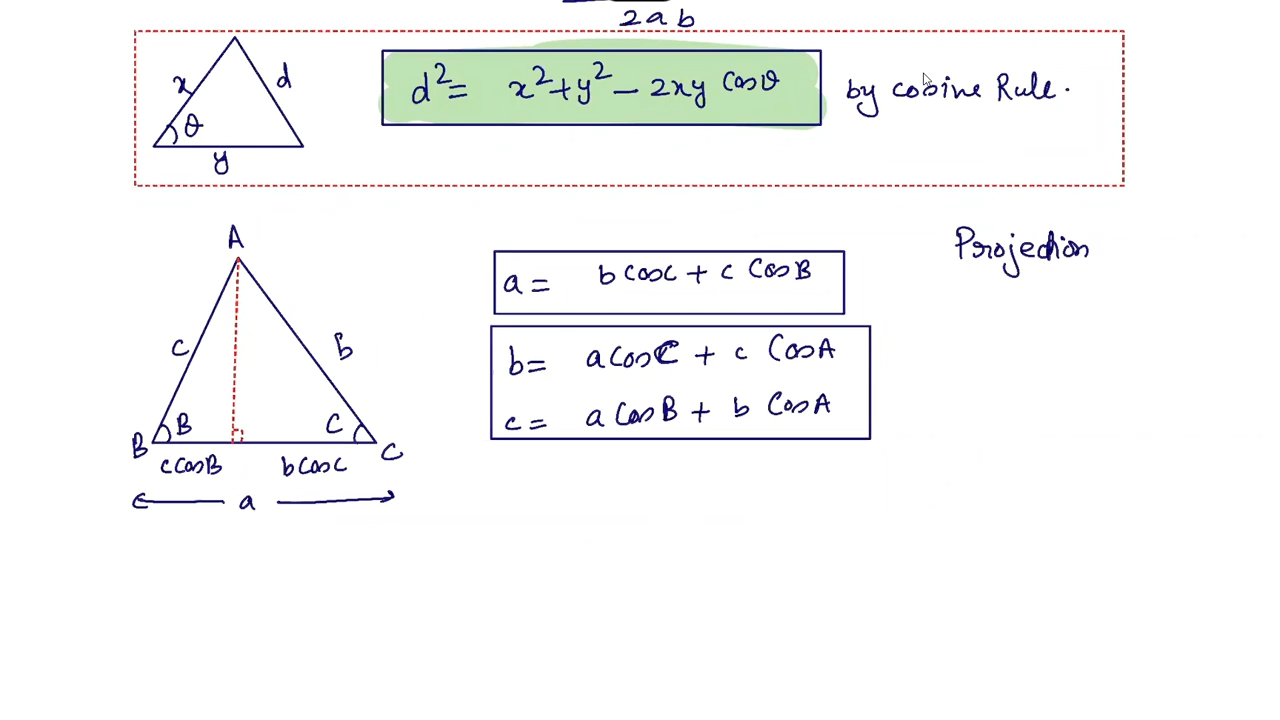 2ab
x
d
θ
y
d² = x² + y² – 2xy Cosθ
by cosine Rule.
A
c
b
B
C
B
C
c CosB
b cosC
a
a = b cosC + c CosB
Projection
b = a CosC + c CosA
c = a CosB + b CosA